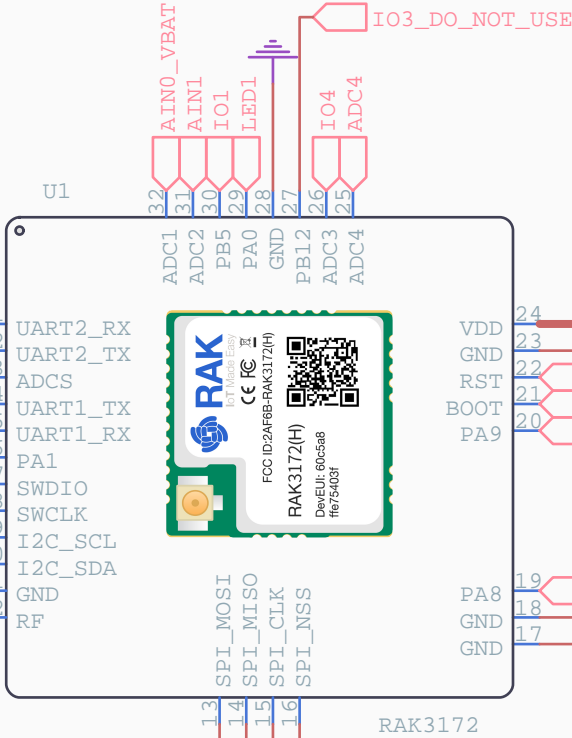 IO3_DO_NOT_USE
AIN0_VBAT
AIN1
IO1
LED1
IO4
ADC4
U1
32
31
30
29
28
27
26
25
ADC1
ADC2
PB5
PA0
GND
PB12
ADC3
ADC4
UART2_RX
UART2_TX
ADCS
UART1_TX
UART1_RX
PA1
SWDIO
SWCLK
I2C_SCL
I2C_SDA
GND
RF
RAK
IoT Made Easy
CE FC
FCC ID:2AF6B-RAK3172(H)
RAK3172(H)
DevEUI: 60c5a8
ffe75403f
VDD 24
GND 23
RST 22
BOOT 21
PA9 20
PA8 19
GND 18
GND 17
SPI_MOSI
SPI_MISO
SPI_CLK
SPI_NSS
13
14
15
16
RAK3172